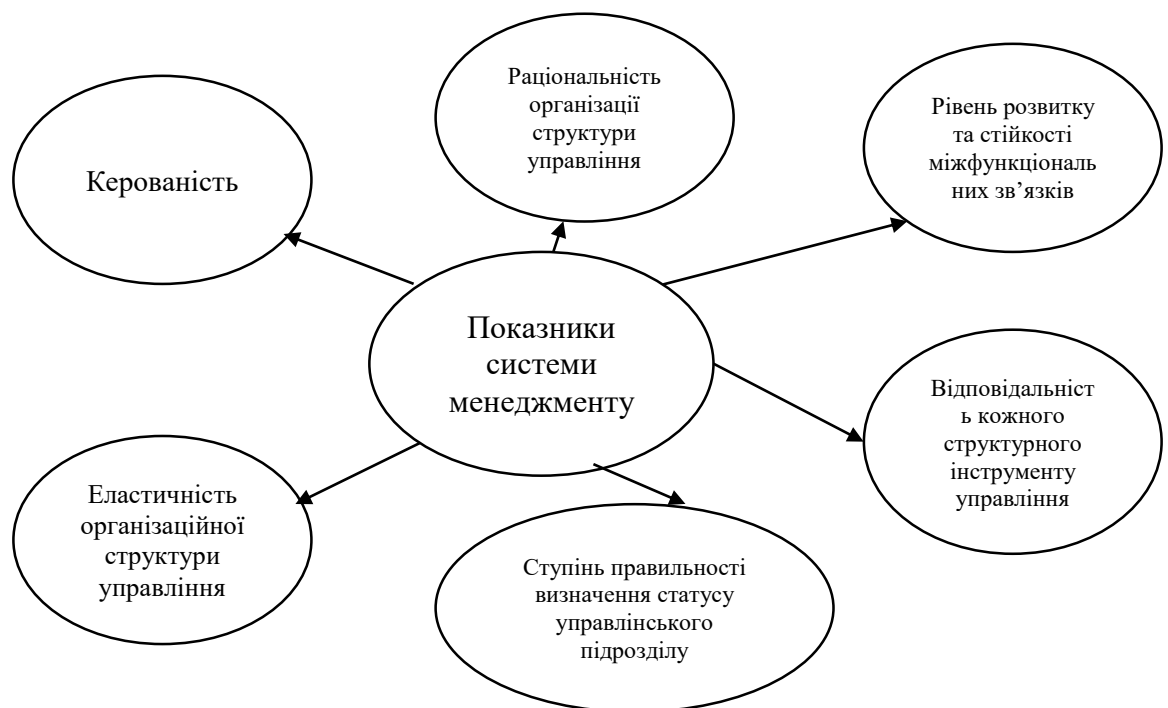 Раціональність
організації
структури
управління
Рівень розвитку
та стійкості
міжфункціональ
них зв’язків
Керованість
Показники
системи
менеджменту
Відповідальніст
ь кожного
структурного
інструменту
управління
Еластичність
організаційної
структури
управління
Ступінь правильності
визначення статусу
управлінського
підрозділу